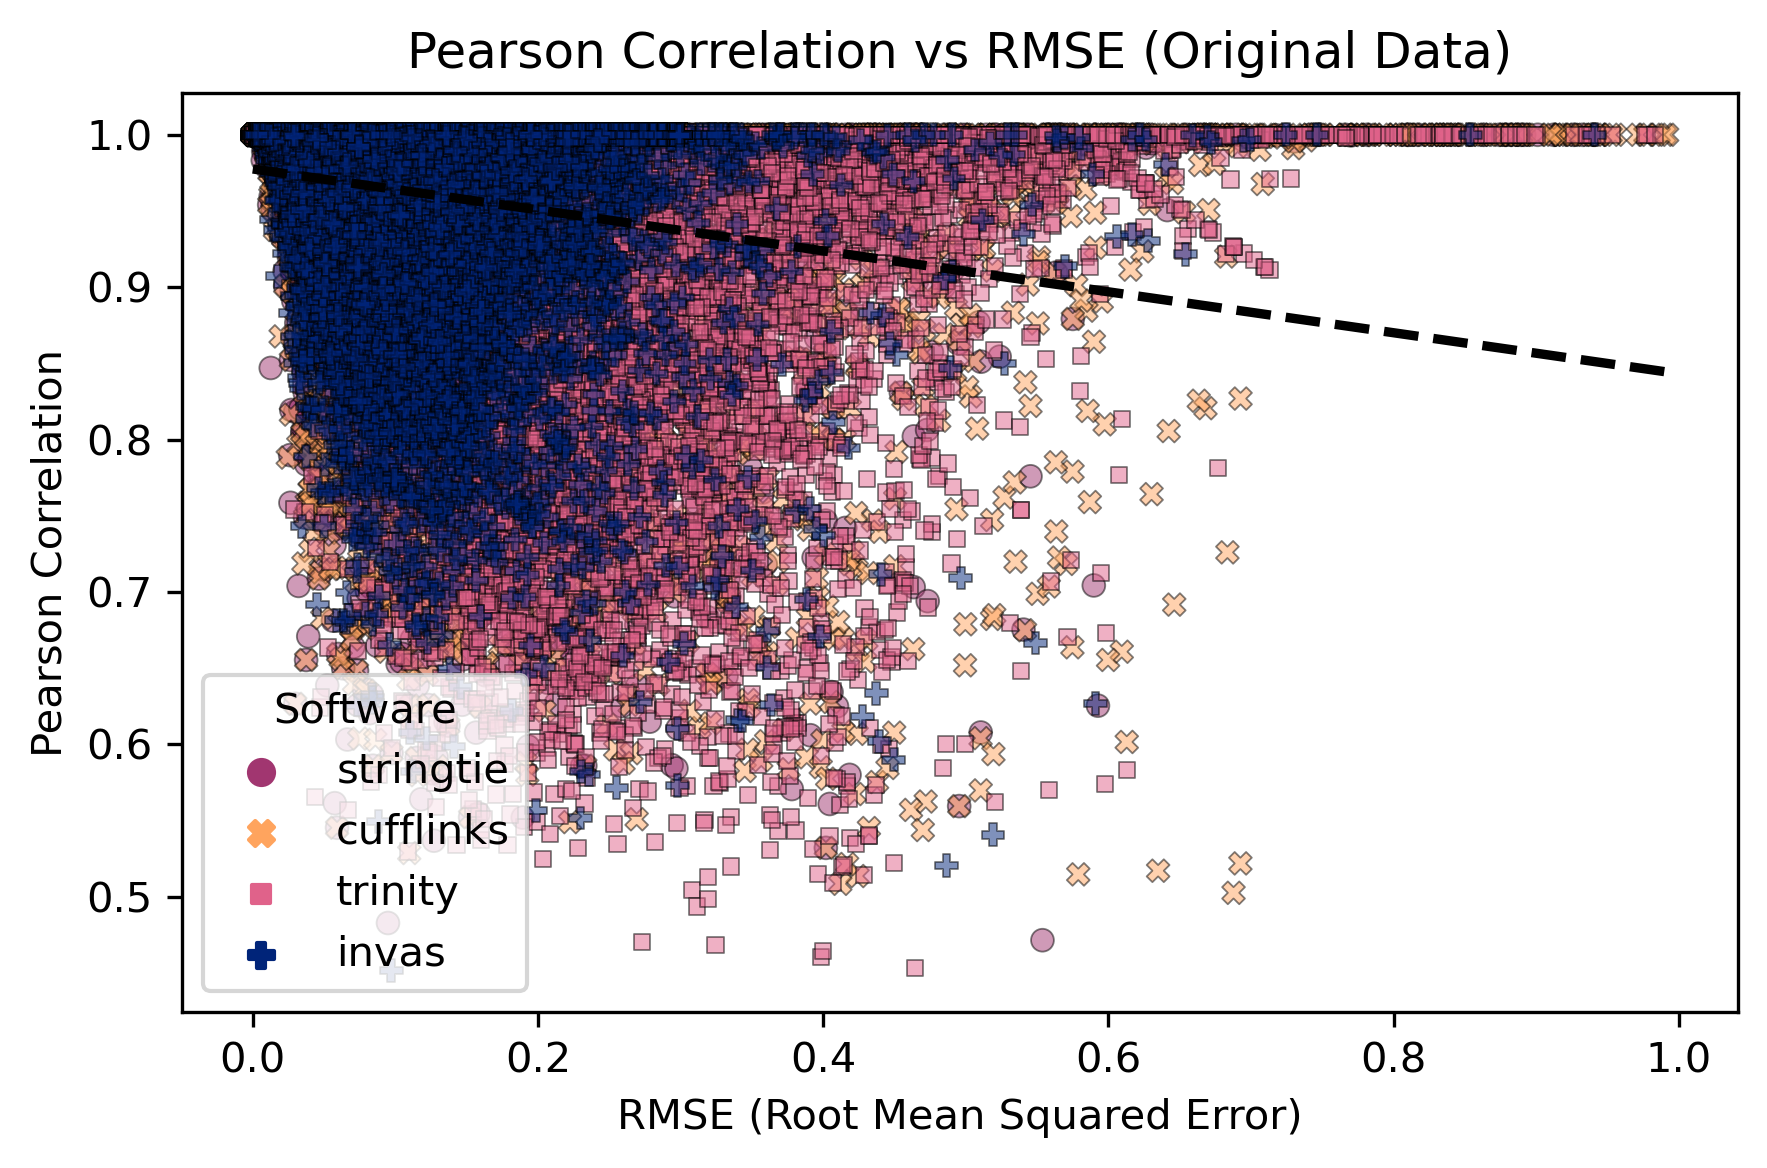 Pearson Correlation vs RMSE (Original Data)
Pearson Correlation
1.0
0.9
0.8
0.7
0.6
0.5
Software
stringtie
cufflinks
trinity
invas
0.0 0.2 0.4 0.6 0.8 1.0
RMSE (Root Mean Squared Error)